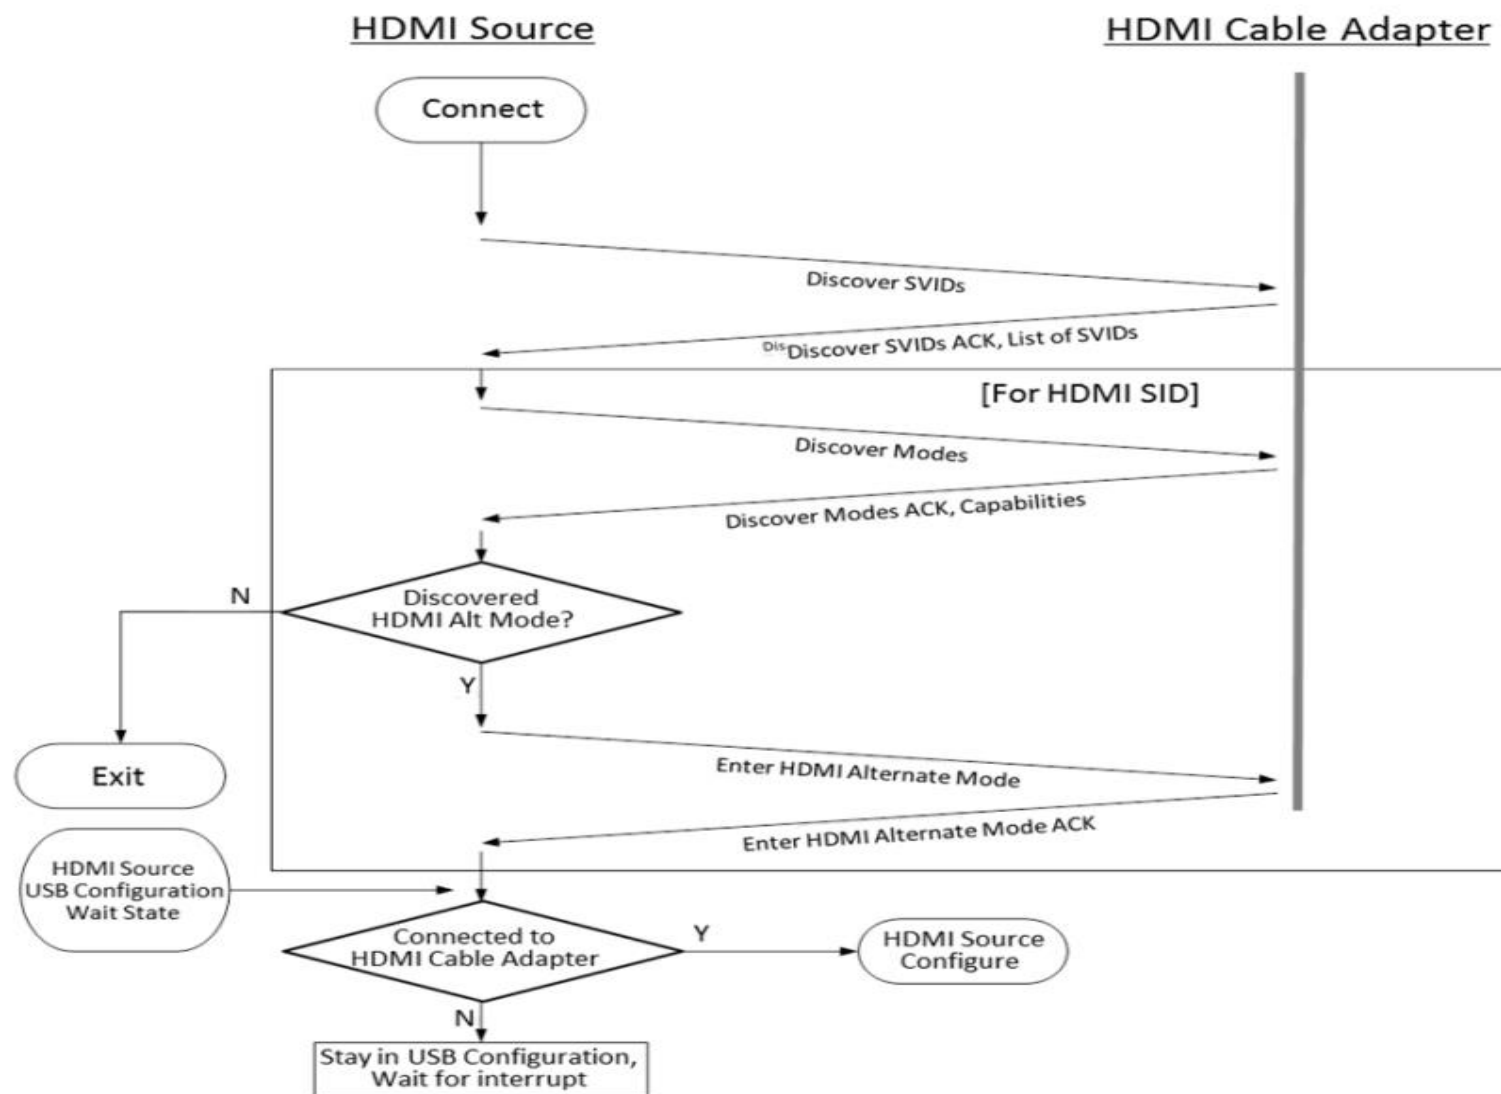 HDMI Source
HDMI Cable Adapter
Connect
Discover SVIDs
DisDiscover SVIDs ACK, List of SVIDs
[For HDMI SID]
Discover Modes
Discover Modes ACK, Capabilities
Discovered
HDMI Alt Mode?
N
Y
Enter HDMI Alternate Mode
Exit
Enter HDMI Alternate Mode ACK
HDMI Source
USB Configuration
Wait State
Connected to
HDMI Cable Adapter
Y
HDMI Source
Configure
N
Stay in USB Configuration,
Wait for interrupt